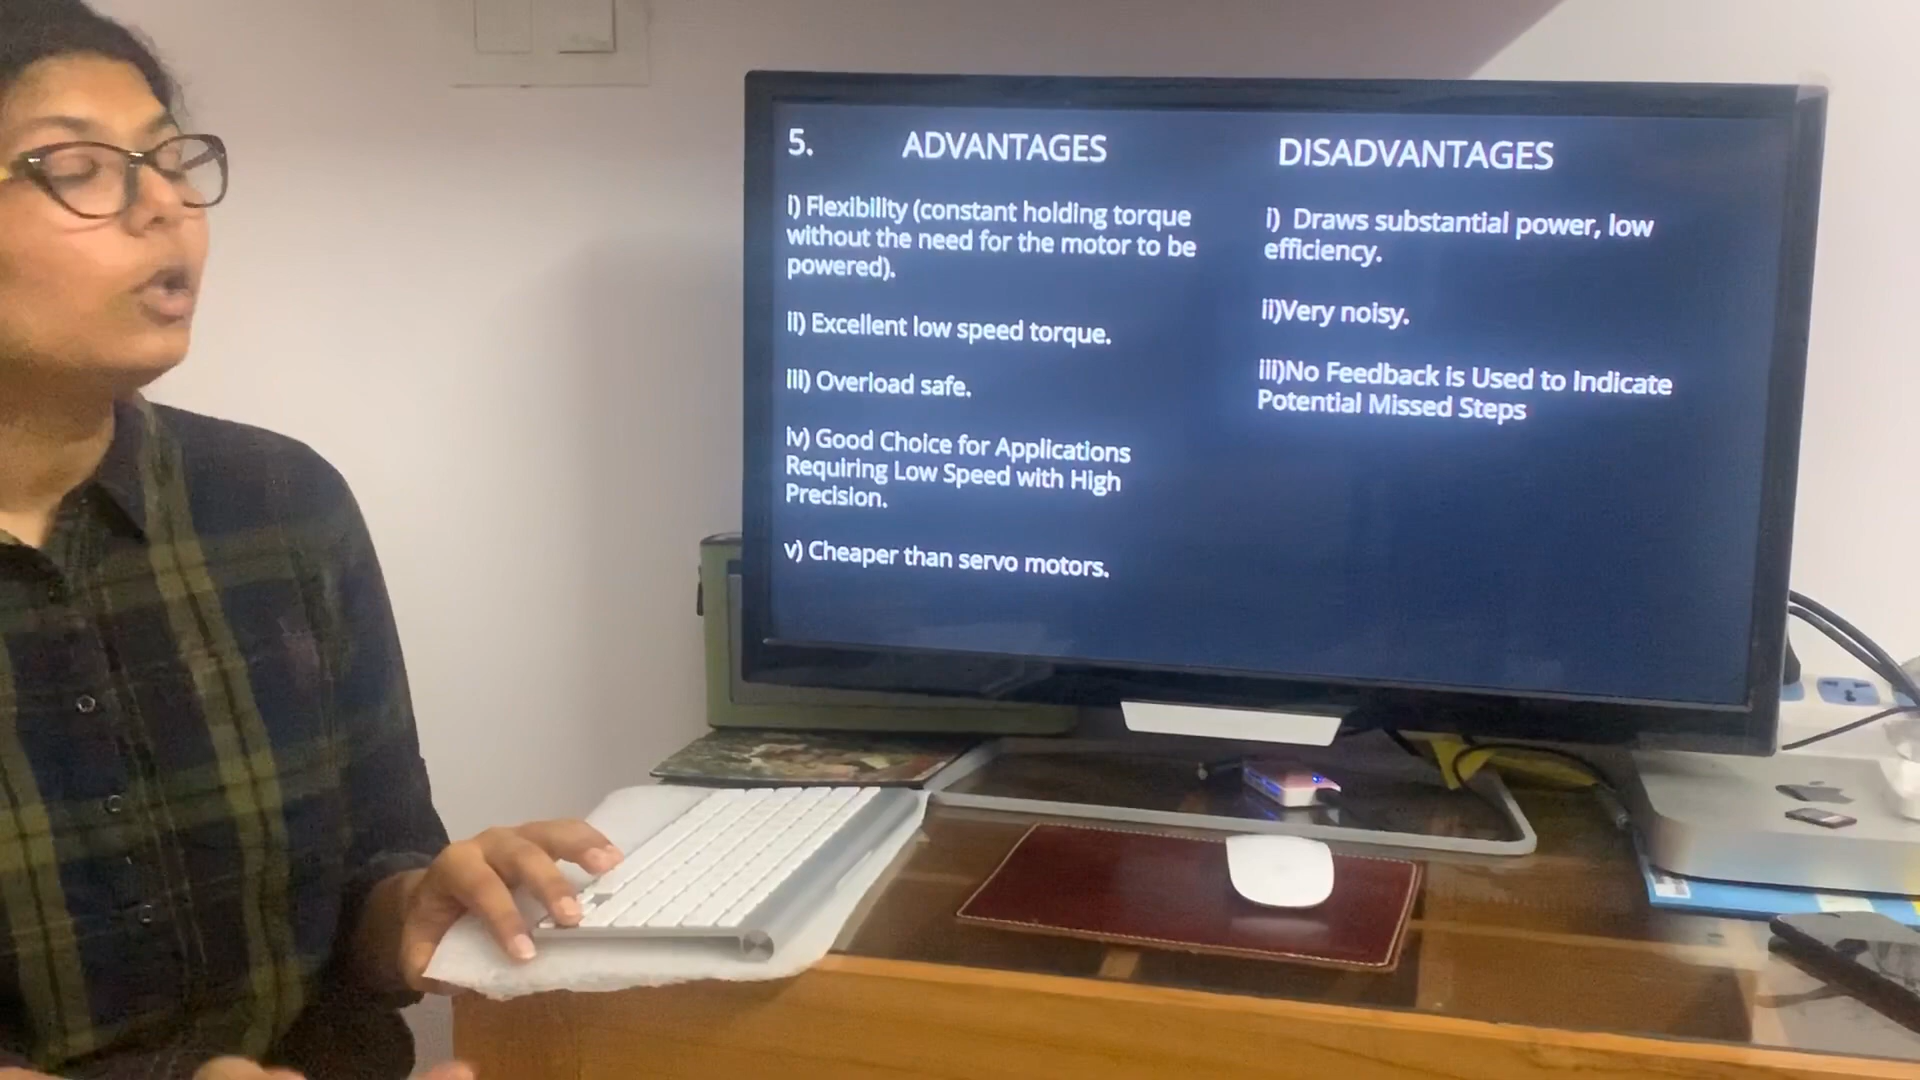 5. ADVANTAGES
i) Flexibility (constant holding torque
without the need for the motor to be
powered).
ii) Excellent low speed torque.
iii) Overload safe.
iv) Good Choice for Applications
Requiring Low Speed with High
Precision.
v) Cheaper than servo motors.
DISADVANTAGES
i) Draws substantial power, low
efficiency.
ii)Very noisy.
iii)No Feedback is Used to Indicate
Potential Missed Steps